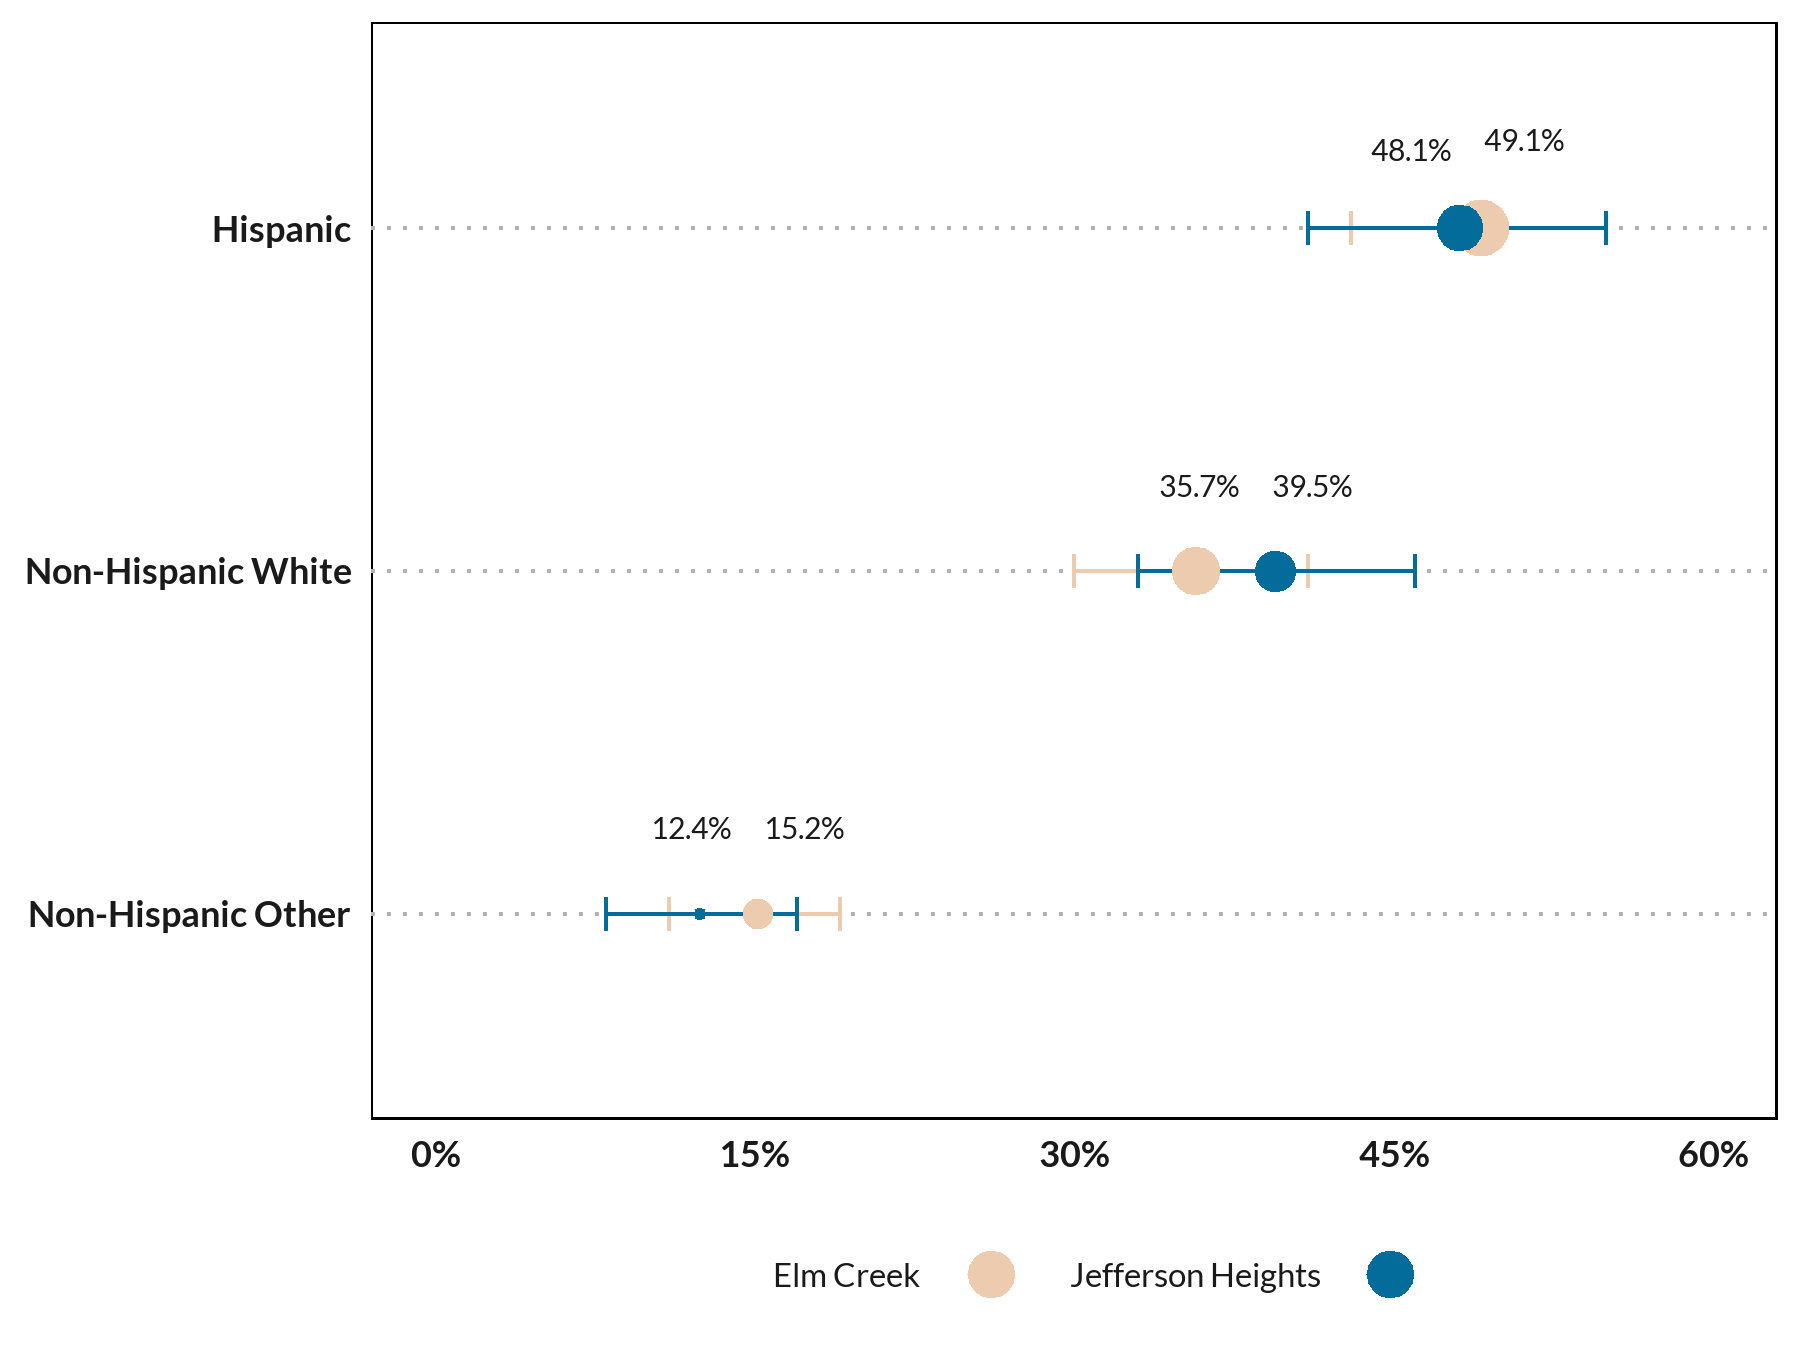 48.1% 49.1%
Hispanic
35.7% 39.5%
Non-Hispanic White
12.4% 15.2%
Non-Hispanic Other
0% 15% 30% 45% 60%
Elm Creek Jefferson Heights